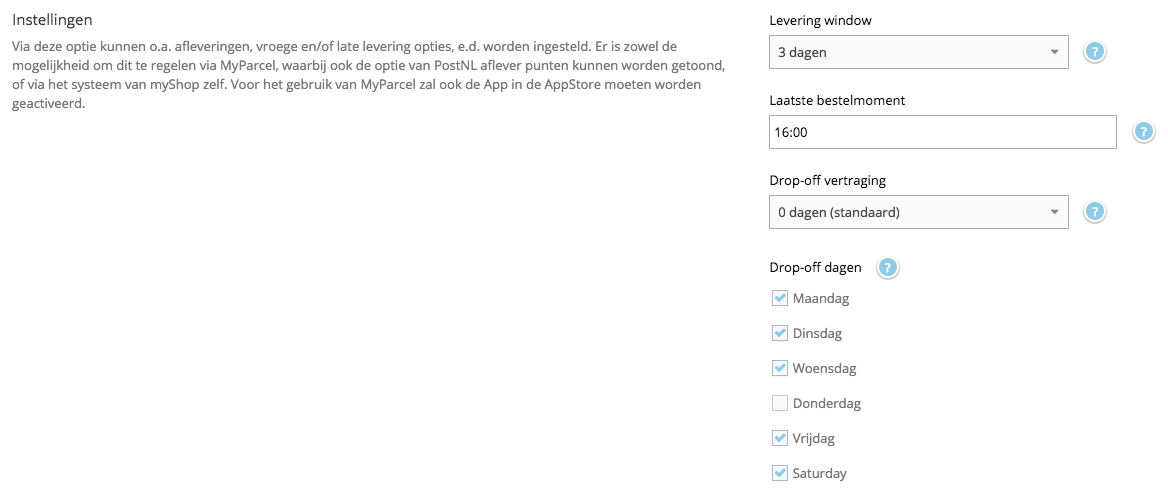 Instellingen
Via deze optie kunnen o.a. afleveringen, vroege en/of late levering opties, e.d. worden ingesteld. Er is zowel de
mogelijkheid om dit te regelen via MyParcel, waarbij ook de optie van PostNL aflever punten kunnen worden getoond,
of via het systeem van myShop zelf. Voor het gebruik van MyParcel zal ook de App in de AppStore moeten worden
geactiveerd.
Levering window
3 dagen ?
Laatste bestelmoment
16:00 ?
Drop-off vertraging
0 dagen (standaard) ?
Drop-off dagen ?
Maandag
Dinsdag
Woensdag
Donderdag
Vrijdag
Saturday